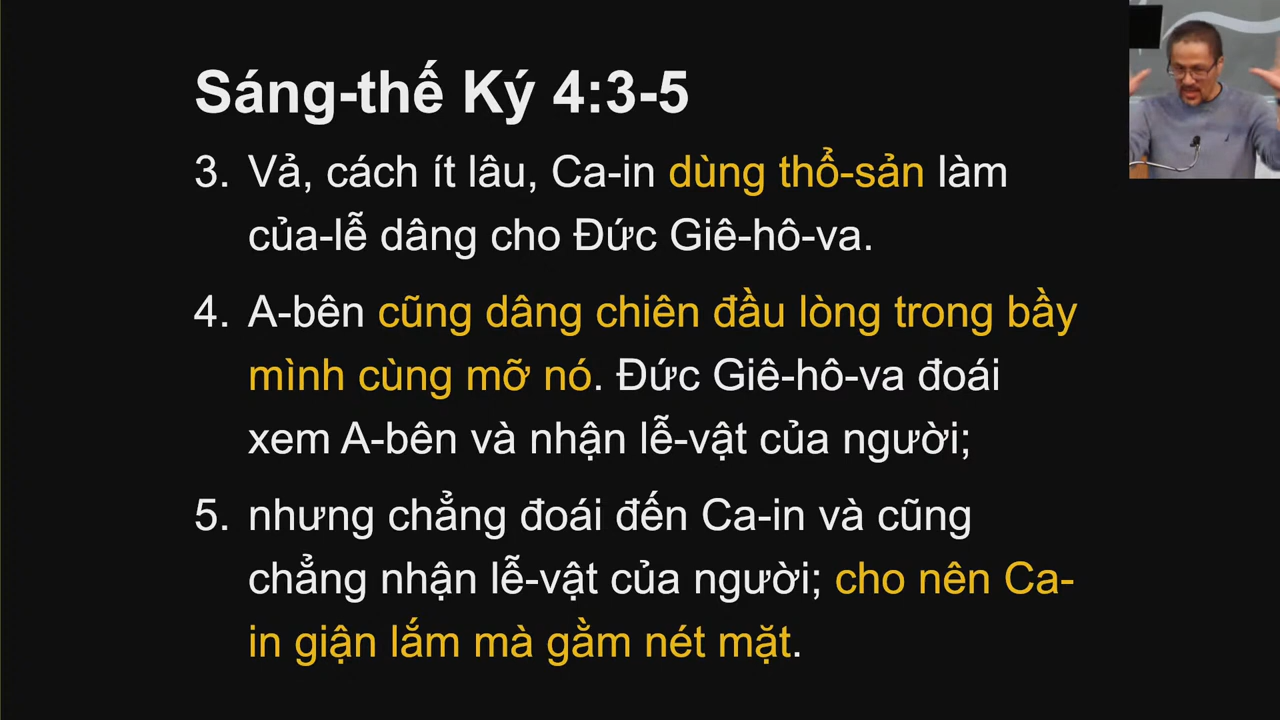 Sáng-thế Ký 4:3-5
3. Vả, cách ít lâu, Ca-in dùng thổ-sản làm
của-lễ dâng cho Đức Giê-hô-va.
4. A-bên cũng dâng chiên đầu lòng trong bầy
mình cùng mỡ nó. Đức Giê-hô-va đoái
xem A-bên và nhận lễ-vật của người;
5. nhưng chẳng đoái đến Ca-in và cũng
chẳng nhận lễ-vật của người; cho nên Ca-
in giận lắm mà gằm nét mặt.